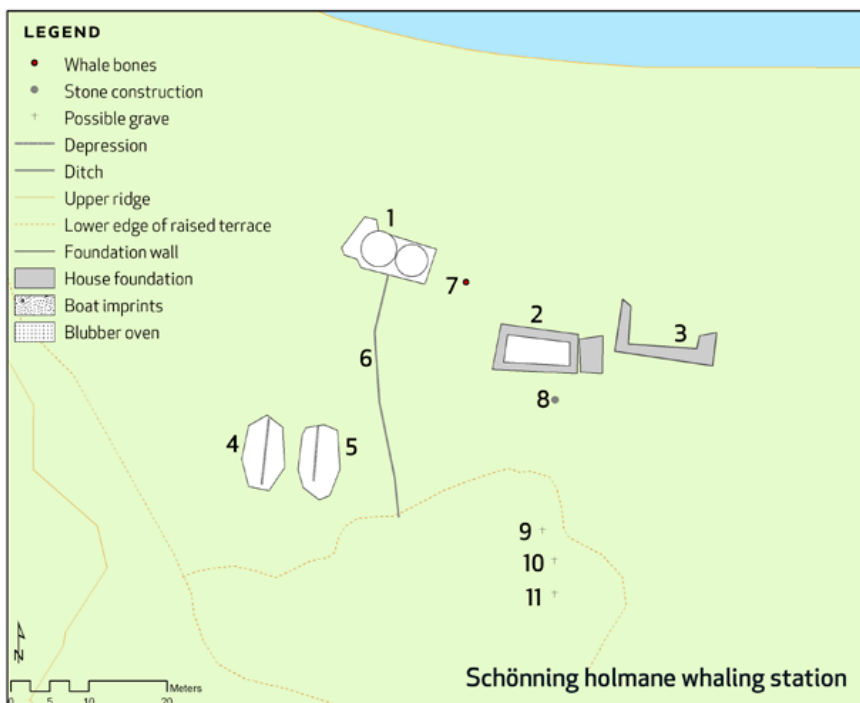 LEGEND
Whale bones
Stone construction
Possible grave
Depression
Ditch
Upper ridge
Lower edge of raised terrace
Foundation wall
House foundation
Boat imprints
Blubber oven
1
7
2
3
6
8
4
5
9
10
11
N
Schönning holmane whaling station
Meters
0 5 10 20